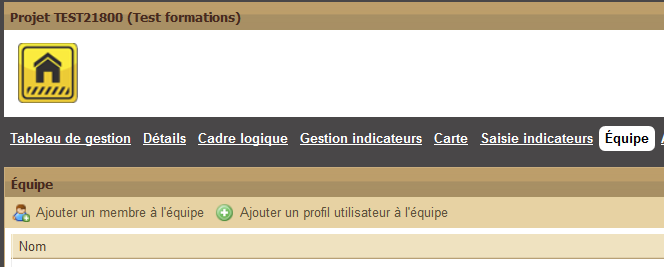 Projet TEST21800 (Test formations)
Tableau de gestion Détails Cadre logique Gestion indicateurs Carte Saisie indicateurs Équipe
Équipe
Ajouter un membre à l'équipe Ajouter un profil utilisateur à l'équipe
Nom